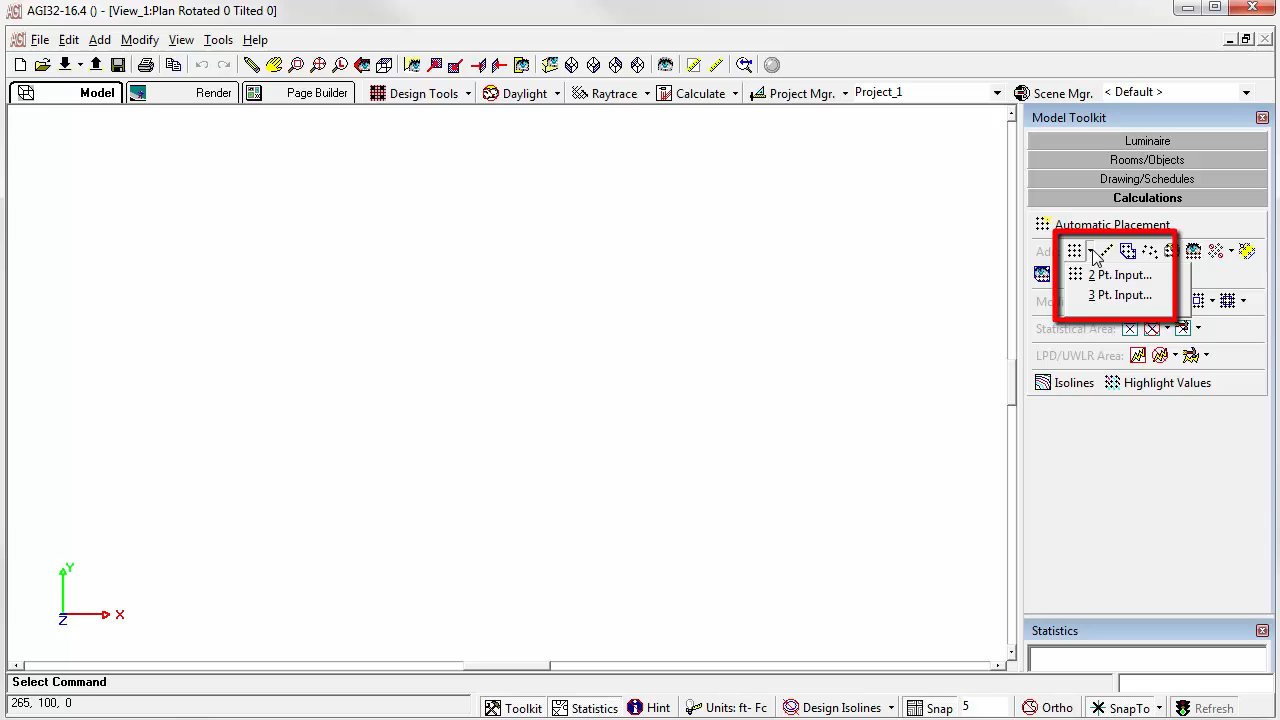 AGI32-16.4 () - [View_1:Plan Rotated 0 Tilted 0]
File Edit Add Modify View Tools Help
Model Render Page Builder Design Tools Daylight Raytrace Calculate Project Mgr. Project_1 Scene Mgr. < Default >
Model Toolkit
Luminaire
Rooms/Objects
Drawing/Schedules
Calculations
Automatic Placement
2 Pt. Input...
3 Pt. Input...
Statistical Area:
LPD/UWLR Area:
Isolines Highlight Values
Y
X
Z
Statistics
Select Command
265, 100, 0
Toolkit Statistics Hint Units: ft- Fc Design Isolines Snap 5 Ortho SnapTo Refresh